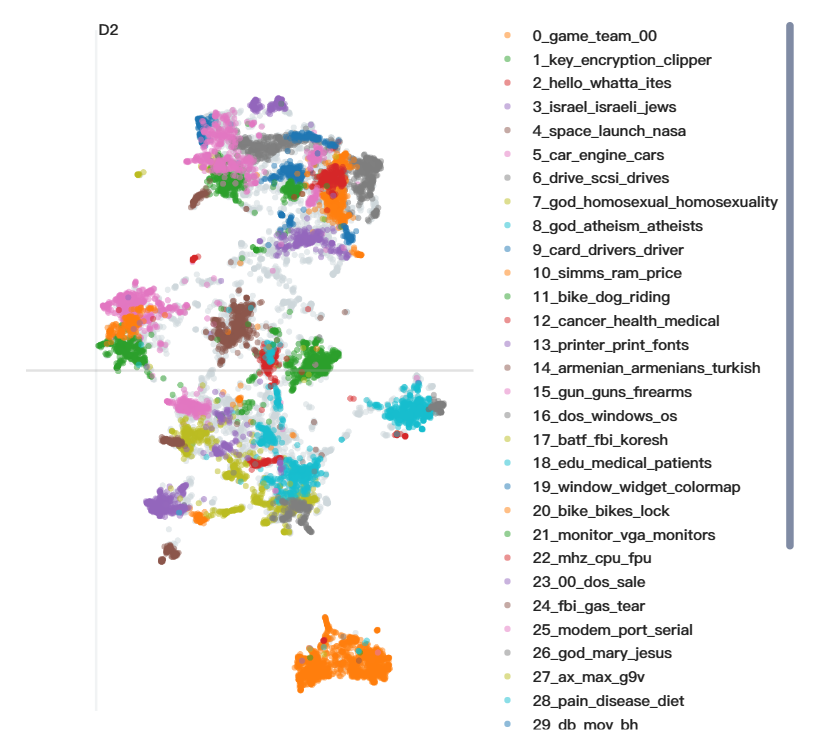 D2
0_game_team_00
1_key_encryption_clipper
2_hello_whatta_ites
3_israel_israeli_jews
4_space_launch_nasa
5_car_engine_cars
6_drive_scsi_drives
7_god_homosexual_homosexuality
8_god_atheism_atheists
9_card_drivers_driver
10_simms_ram_price
11_bike_dog_riding
12_cancer_health_medical
13_printer_print_fonts
14_armenian_armenians_turkish
15_gun_guns_firearms
16_dos_windows_os
17_batf_fbi_koresh
18_edu_medical_patients
19_window_widget_colormap
20_bike_bikes_lock
21_monitor_vga_monitors
22_mhz_cpu_fpu
23_00_dos_sale
24_fbi_gas_tear
25_modem_port_serial
26_god_mary_jesus
27_ax_max_g9v
28_pain_disease_diet
29_db_mov_bh